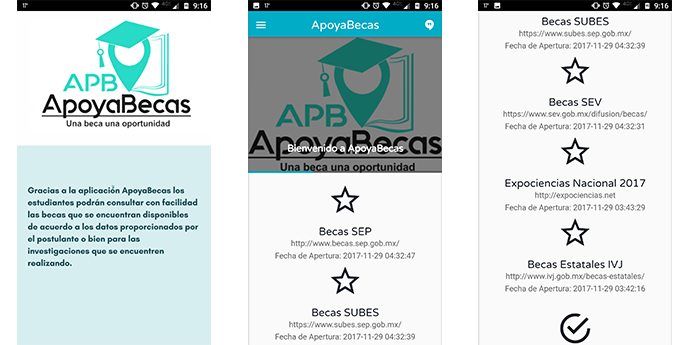 9:16
APB
ApoyaBecas
Una beca una oportunidad
Gracias a la aplicación ApoyaBecas los
estudiantes podrán consultar con facilidad
las becas que se encuentran disponibles
de acuerdo a los datos proporcionados por
el postulante o bien para las
investigaciones que se encuentren
realizando.
9:16
ApoyaBecas
APB
ApoyaBecas
Bienvenido a ApoyaBecas
Una beca una oportunidad
Becas SEP
http://www.becas.sep.gob.mx/
Fecha de Apertura: 2017-11-29 04:32:47
Becas SUBES
https://www.subes.sep.gob.mx/
Fecha de Apertura: 2017-11-29 04:32:39
9:16
Becas SUBES
https://www.subes.sep.gob.mx/
Fecha de Apertura: 2017-11-29 04:32:39
Becas SEV
https://www.sev.gob.mx/difusion/becas/
Fecha de Apertura: 2017-11-29 04:32:31
Expociencias Nacional 2017
http://expociencias.net
Fecha de Apertura: 2017-11-29 03:43:29
Becas Estatales IVJ
http://www.ivj.gob.mx/becas-estatales/
Fecha de Apertura: 2017-11-29 03:42:16